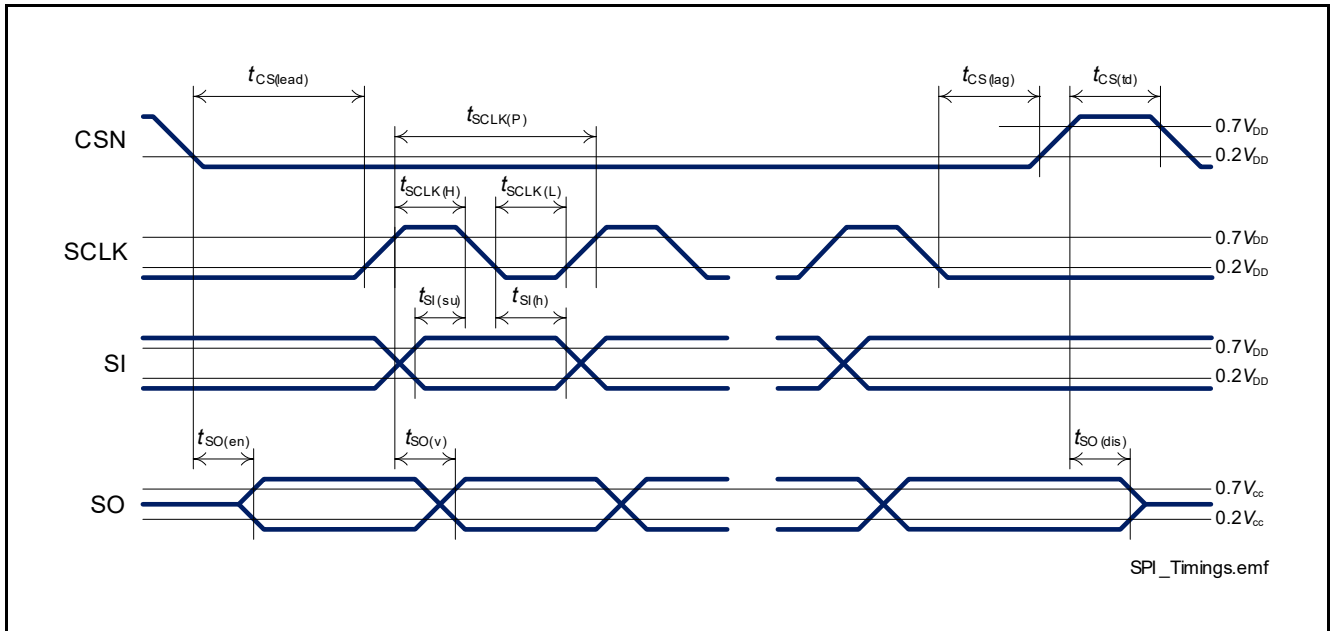 tCS(lead)
tCS(lag)
tCS(td)
tSCLK(P)
CSN
0.7VDD
0.2VDD
tSCLK(H)
tSCLK(L)
SCLK
0.7VDD
0.2VDD
tSI(su)
tSI(h)
SI
0.7VDD
0.2VDD
tSO(en)
tSO(v)
tSO(dis)
SO
0.7Vcc
0.2Vcc
SPI_Timings.emf